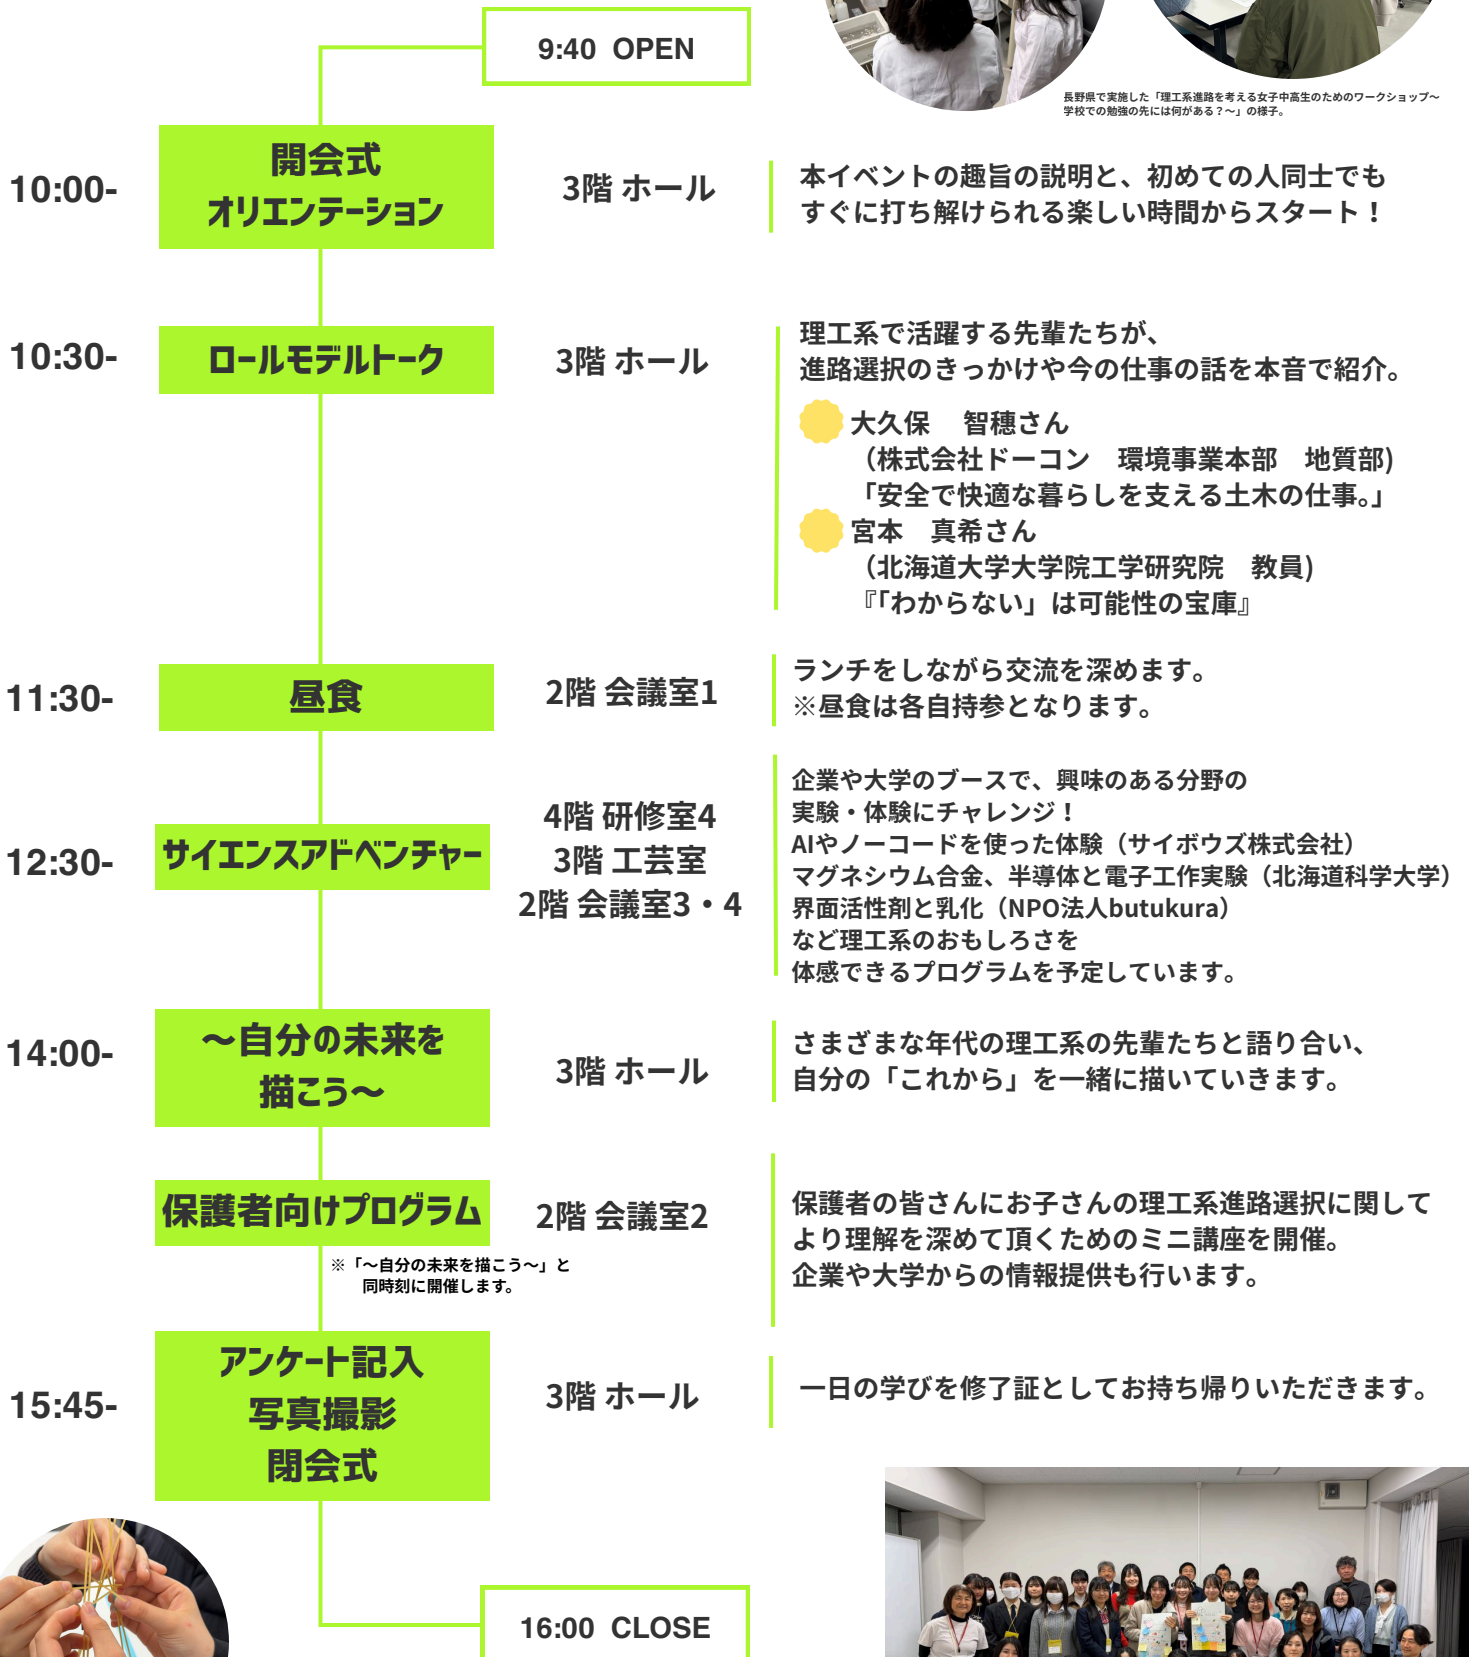 9:40 OPEN
長野県で実施した「理工系進路を考える女子中高生のためのワークショップ～
学校での勉強の先には何がある？～」の様子。
10:00-
開会式
オリエンテーション
3階 ホール
本イベントの趣旨の説明と、初めての人同士でも
すぐに打ち解けられる楽しい時間からスタート！
10:30-
ロールモデルトーク
3階 ホール
理工系で活躍する先輩たちが、
進路選択のきっかけや今の仕事の話を本音で紹介。
大久保　智穂さん
（株式会社ドーコン　環境事業本部　地質部)
「安全で快適な暮らしを支える土木の仕事。」
宮本　真希さん
（北海道大学大学院工学研究院　教員)
『「わからない」は可能性の宝庫』
11:30-
昼食
2階 会議室1
ランチをしながら交流を深めます。
※昼食は各自持参となります。
12:30-
サイエンスアドベンチャー
4階 研修室4
3階 工芸室
2階 会議室3・4
企業や大学のブースで、興味のある分野の
実験・体験にチャレンジ！
AIやノーコードを使った体験（サイボウズ株式会社）
マグネシウム合金、半導体と電子工作実験（北海道科学大学）
界面活性剤と乳化（NPO法人butukura）
など理工系のおもしろさを
体感できるプログラムを予定しています。
14:00-
～自分の未来を
描こう～
3階 ホール
さまざまな年代の理工系の先輩たちと語り合い、
自分の「これから」を一緒に描いていきます。
保護者向けプログラム
※「～自分の未来を描こう～」と
同時刻に開催します。
2階 会議室2
保護者の皆さんにお子さんの理工系進路選択に関して
より理解を深めて頂くためのミニ講座を開催。
企業や大学からの情報提供も行います。
15:45-
アンケート記入
写真撮影
閉会式
3階 ホール
一日の学びを修了証としてお持ち帰りいただきます。
16:00 CLOSE